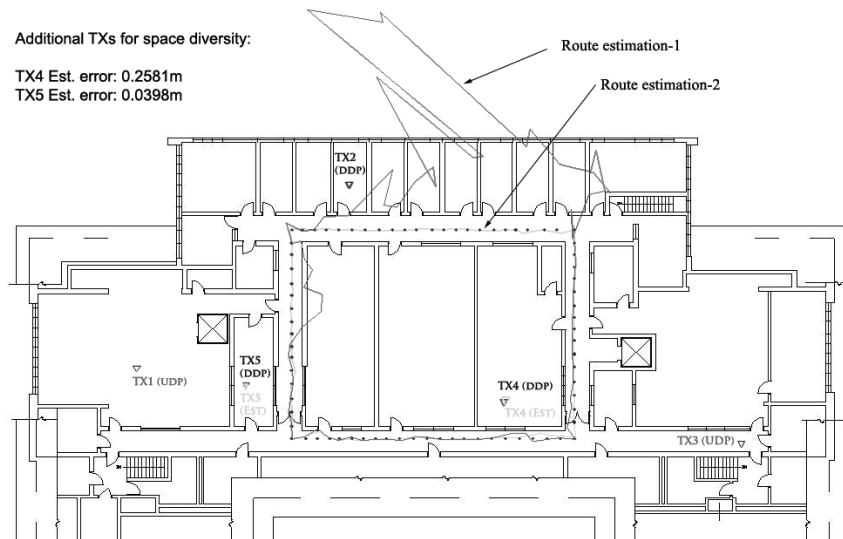 Additional TXs for space diversity:
TX4 Est. error: 0.2581m
TX5 Est. error: 0.0398m
Route estimation-1
Route estimation-2
TX2
(DDP)
TX1 (UDP)
TX5
(DDP)
TX5
(EST)
TX4 (DDP)
TX4 (EST)
TX3 (UDP)